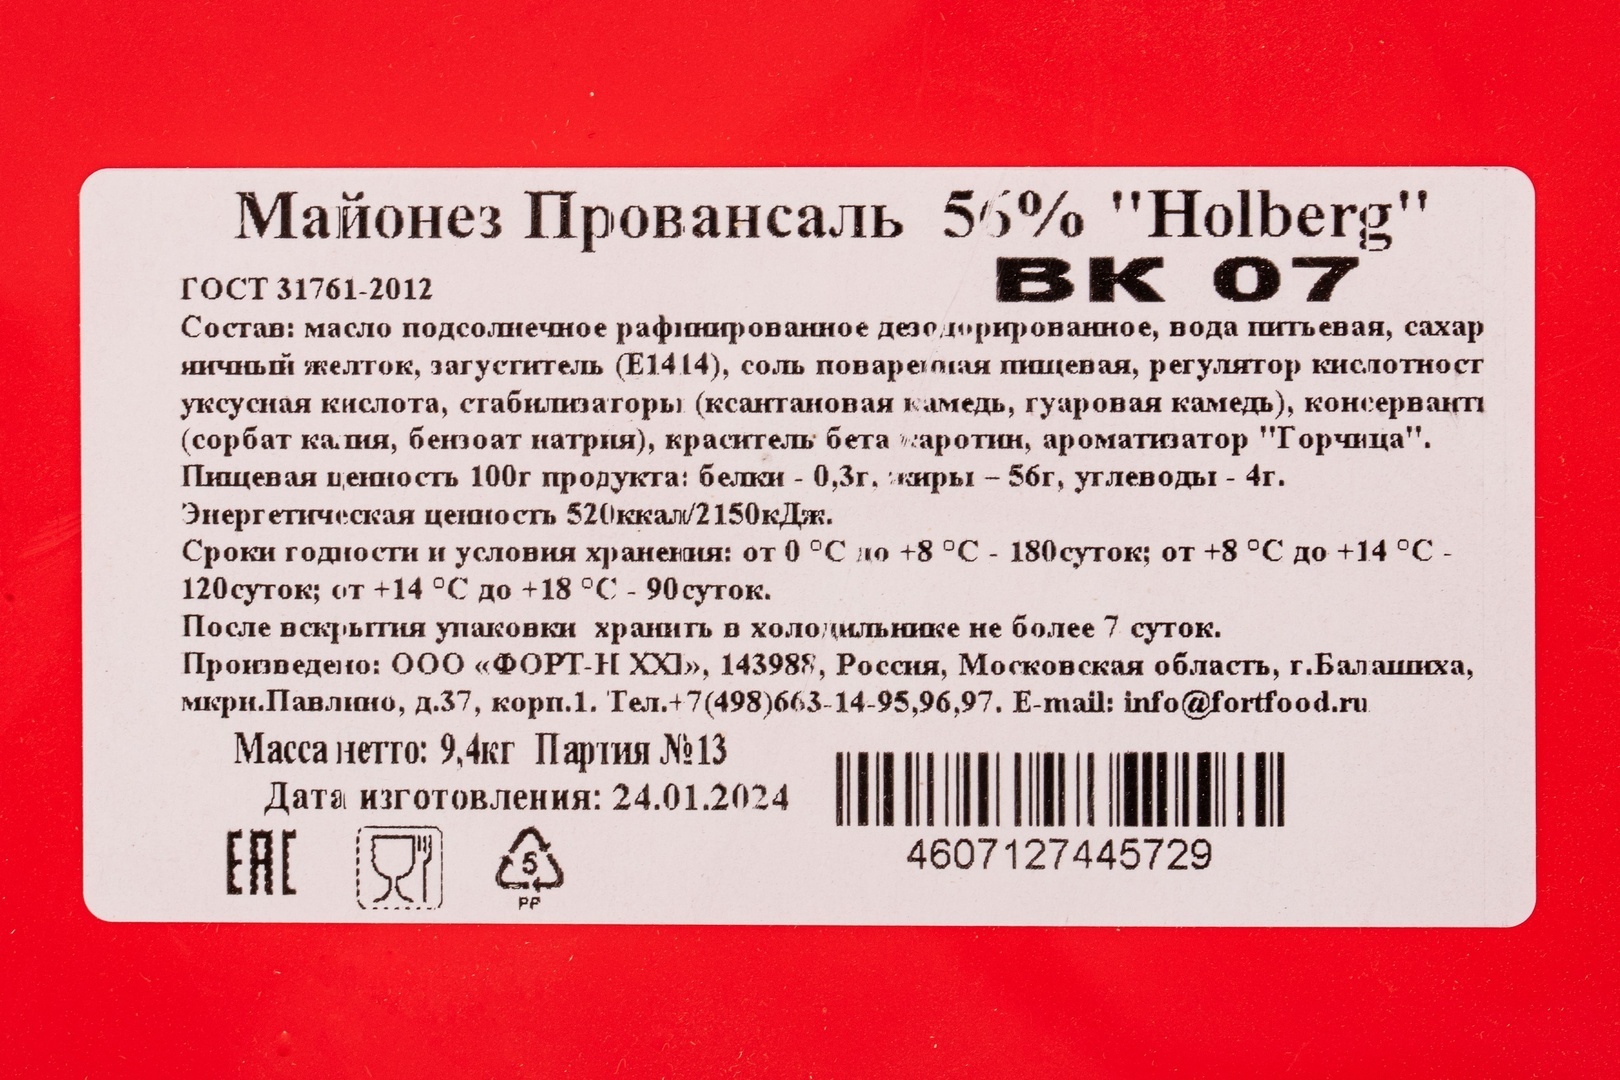 Майонез Провансаль 56% "Holberg"
ВК 07
ГОСТ 31761-2012
Состав: масло подсолнечное рафинированное дезодорированное, вода питьевая, сахар
яичный желток, загуститель (Е1414), соль поваренная пищевая, регулятор кислотност
уксусная кислота, стабилизаторы (ксантановая камедь, гуаровая камедь), консервант
(сорбат калия, бензоат натрия), краситель бета каротин, ароматизатор "Горчица".
Пищевая ценность 100г продукта: белки - 0,3г, жиры – 56г, углеводы - 4г.
Энергетическая ценность 520ккал/2150кДж.
Сроки годности и условия хранения: от 0 °С до +8 °С - 180суток; от +8 °С до +14 °С -
120суток; от +14 °С до +18 °С - 90суток.
После вскрытия упаковки хранить в холодильнике не более 7 суток.
Произведено: ООО «ФОРТ-Н XXI», 143988, Россия, Московская область, г.Балашиха,
мкрн.Павлино, д.37, корп.1. Тел.+7(498)663-14-95,96,97. E-mail: info@fortfood.ru
Масса нетто: 9,4кг Партия №13
Дата изготовления: 24.01.2024
4607127445729
EAC
5
PP